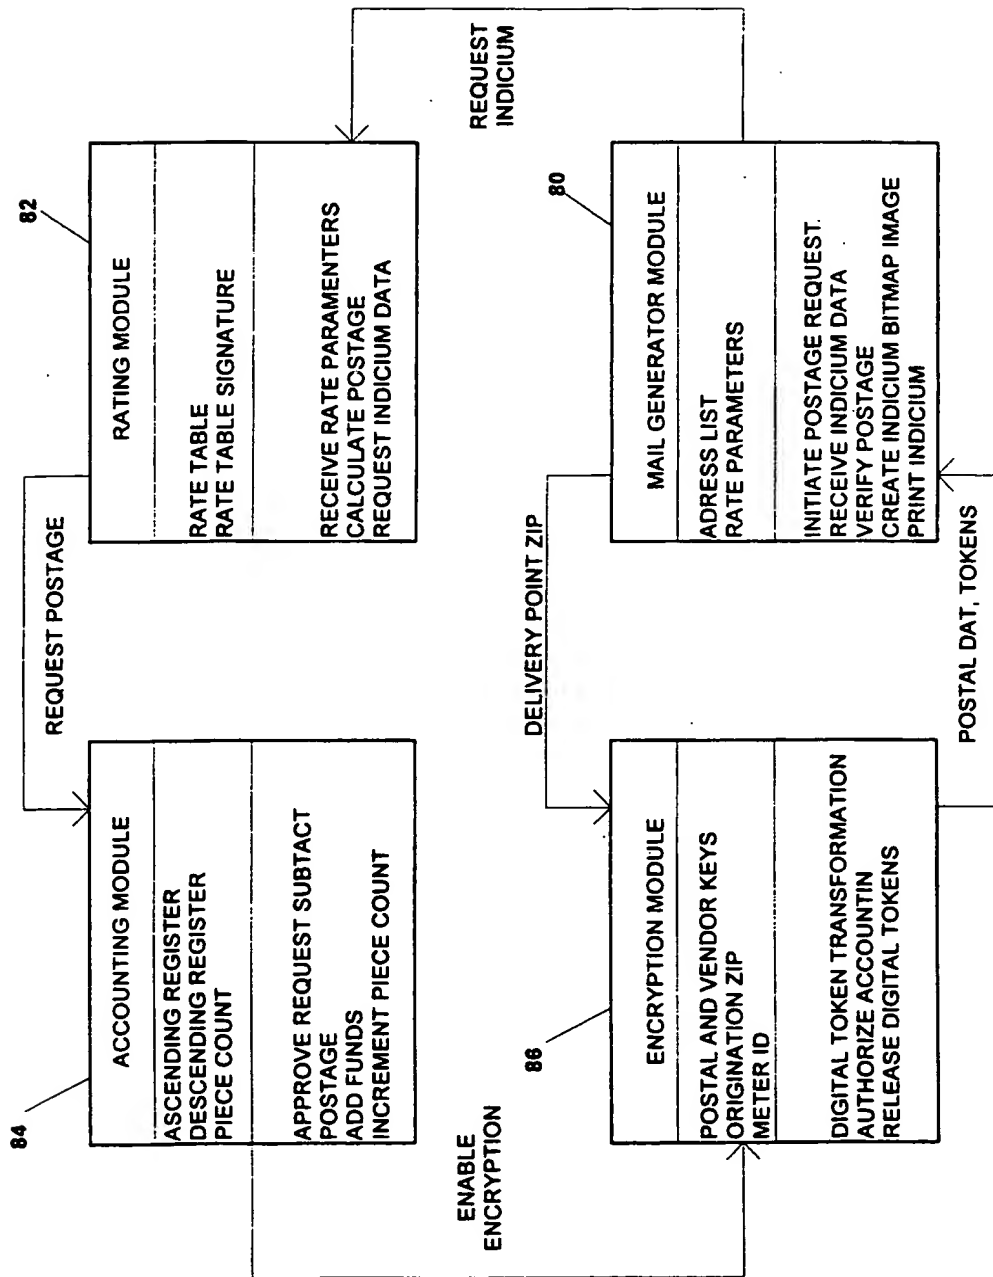 84
ACCOUNTING MODULE
ASCENDING REGISTER
DESCENDING REGISTER
PIECE COUNT
APPROVE REQUEST SUBTACT
POSTAGE
ADD FUNDS
INCREMENT PIECE COUNT
REQUEST POSTAGE
82
RATING MODULE
RATE TABLE
RATE TABLE SIGNATURE
RECEIVE RATE PARAMENTERS
CALCULATE POSTAGE
REQUEST INDICIUM DATA
ENABLE
ENCRYPTION
REQUEST
INDICIUM
86
ENCRYPTION MODULE
POSTAL AND VENDOR KEYS
ORIGINATION ZIP
METER ID
DIGITAL TOKEN TRANSFORMATION
AUTHORIZE ACCOUNTIN
RELEASE DIGITAL TOKENS
DELIVERY POINT ZIP
80
MAIL GENERATOR MODULE
ADRESS LIST
RATE PARAMETERS
INITIATE POSTAGE REQUEST.
RECEIVE INDICIUM DATA
VERIFY POSTAGE
CREATE INDICIUM BITMAP IMAGE
PRINT INDICIUM
POSTAL DAT, TOKENS